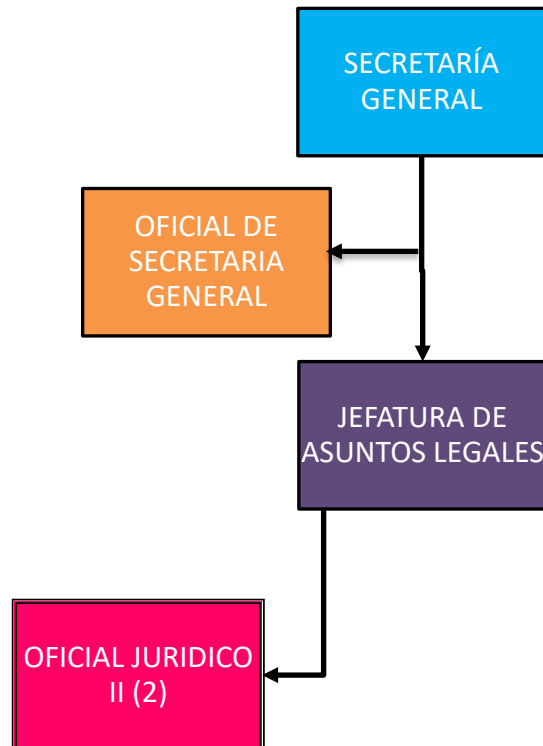 SECRETARÍA
GENERAL
OFICIAL DE
SECRETARIA
GENERAL
JEFATURA DE
ASUNTOS LEGALES
OFICIAL JURIDICO
II (2)